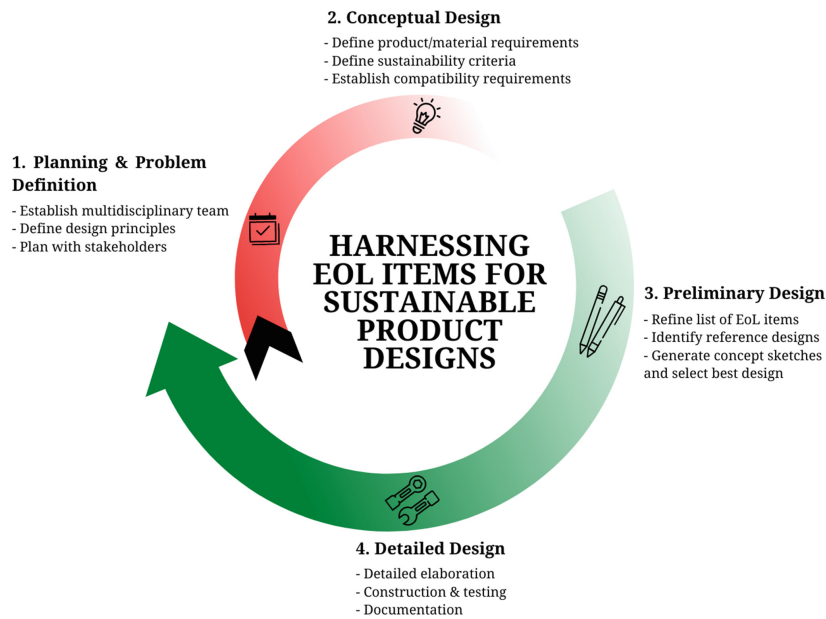 2. Conceptual Design
- Define product/material requirements
- Define sustainability criteria
- Establish compatibility requirements
1. Planning & Problem
Definition
- Establish multidisciplinary team
- Define design principles
- Plan with stakeholders
HARNESSING
EOL ITEMS FOR
SUSTAINABLE
PRODUCT
DESIGNS
3. Preliminary Design
- Refine list of EoL items
- Identify reference designs
- Generate concept sketches
and select best design
4. Detailed Design
- Detailed elaboration
- Construction & testing
- Documentation